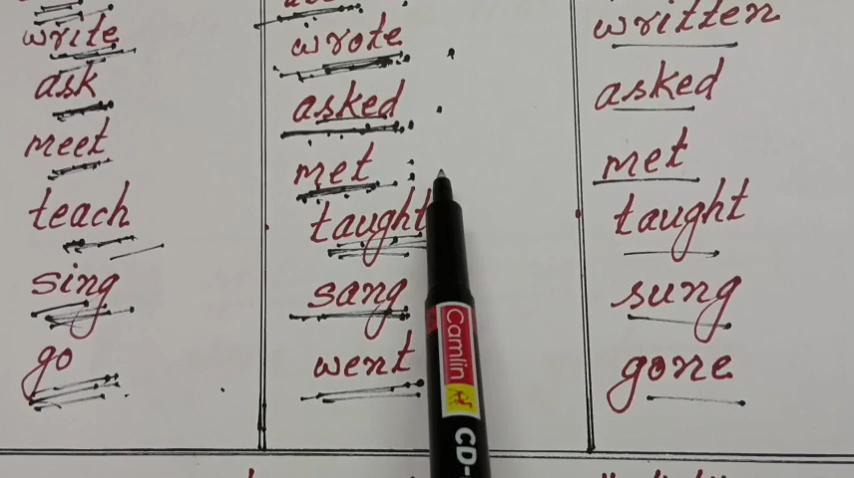 write wrote written
ask asked asked
meet met met
teach taught taught
sing sang sung
go went gone
Camlin
CD-